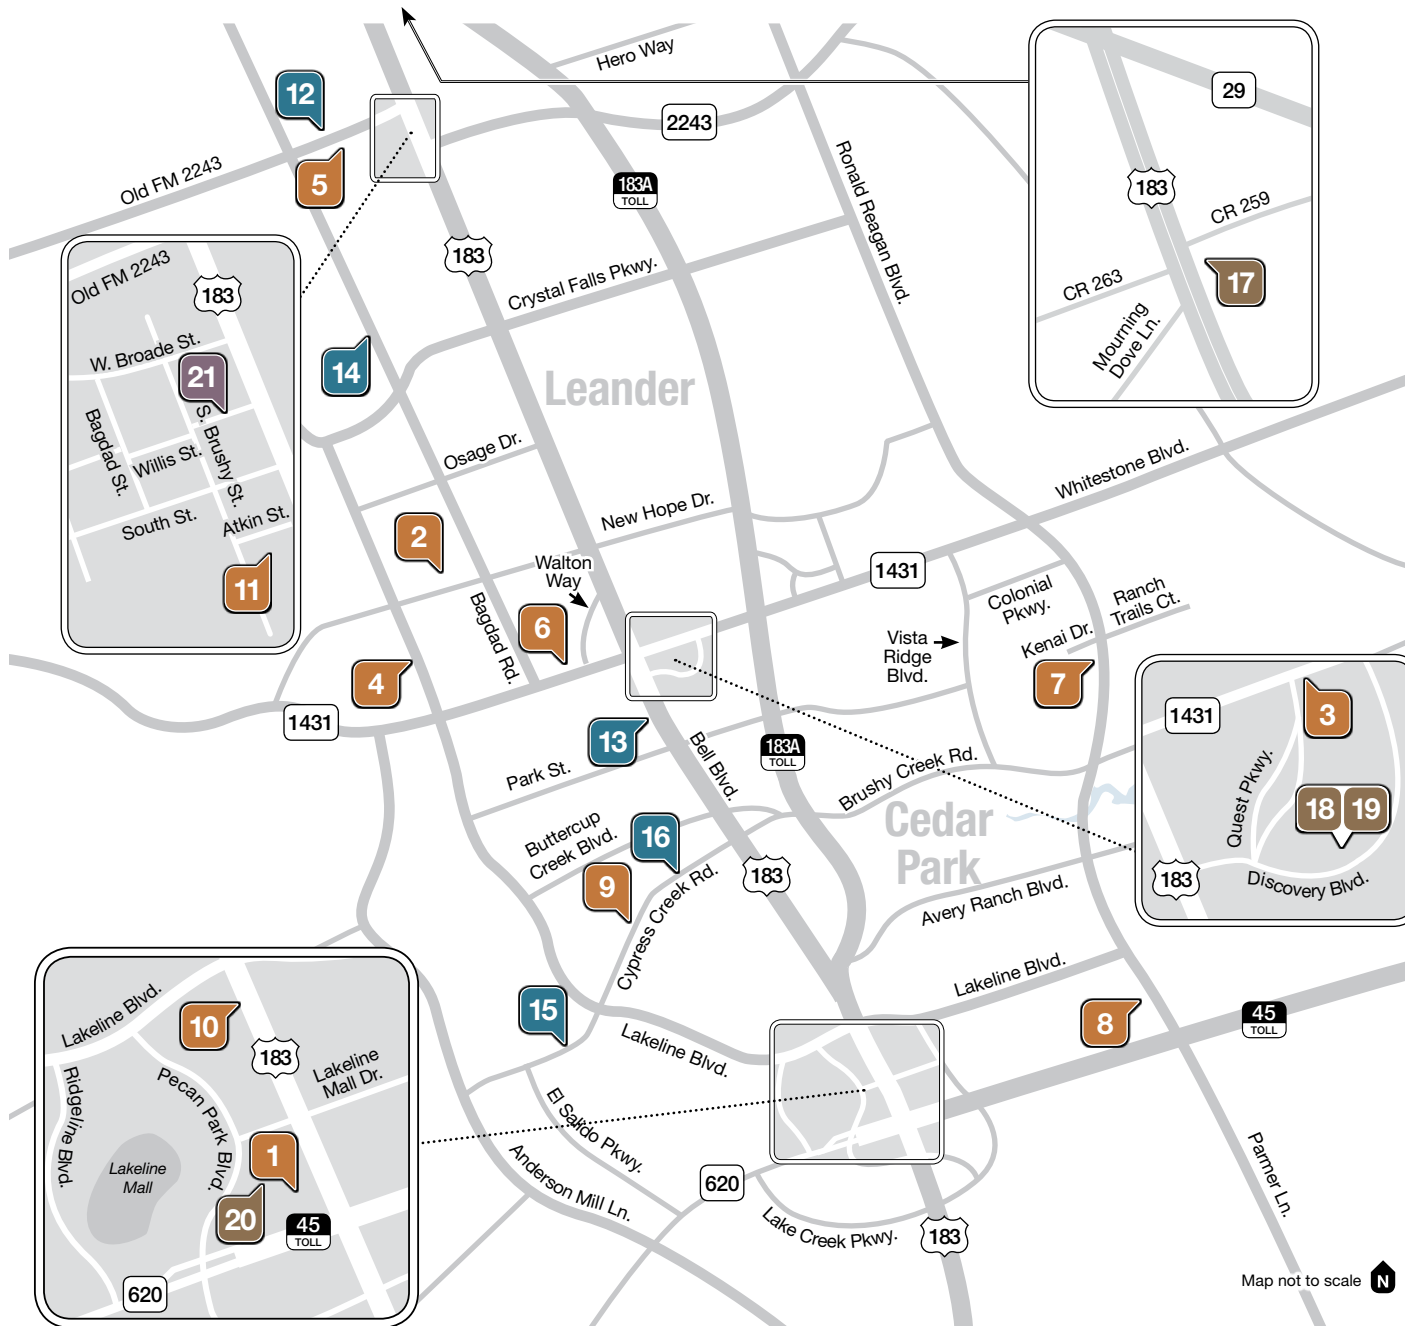 Hero Way
29
12
2243
Old FM 2243
5
183A
TOLL
Ronald Reagan Blvd.
183
CR 259
183
Crystal Falls Pkwy.
CR 263
17
Mourning
Dove Ln.
Old FM 2243
183
W. Broade St.
21
Bagdad St.
Willis St.
S. Brushy St.
South St.
Atkin St.
11
14
Leander
Osage Dr.
Whitestone Blvd.
2
New Hope Dr.
Walton
Way
1431
Bagdad Rd.
6
Colonial
Pkwy.
Ranch
Trails Ct.
Vista
Ridge
Blvd.
Kenai Dr.
7
4
1431
13
Bell Blvd.
183A
TOLL
Park St.
Brushy Creek Rd.
1431
3
Quest Pkwy.
18
19
183
Discovery Blvd.
Cedar
Park
Buttercup
Creek Blvd.
16
9
183
Cypress Creek Rd.
Avery Ranch Blvd.
Lakeline Blvd.
15
Lakeline Blvd.
8
45
TOLL
Lakeline Blvd.
10
183
Lakeline
Mall Dr.
Ridgeline Blvd.
Pecan Park Blvd.
Lakeline
Mall
1
20
45
TOLL
620
El Salido Pkwy.
Anderson Mill Ln.
620
Lake Creek Pkwy.
183
Parmer Ln.
Map not to scale
N